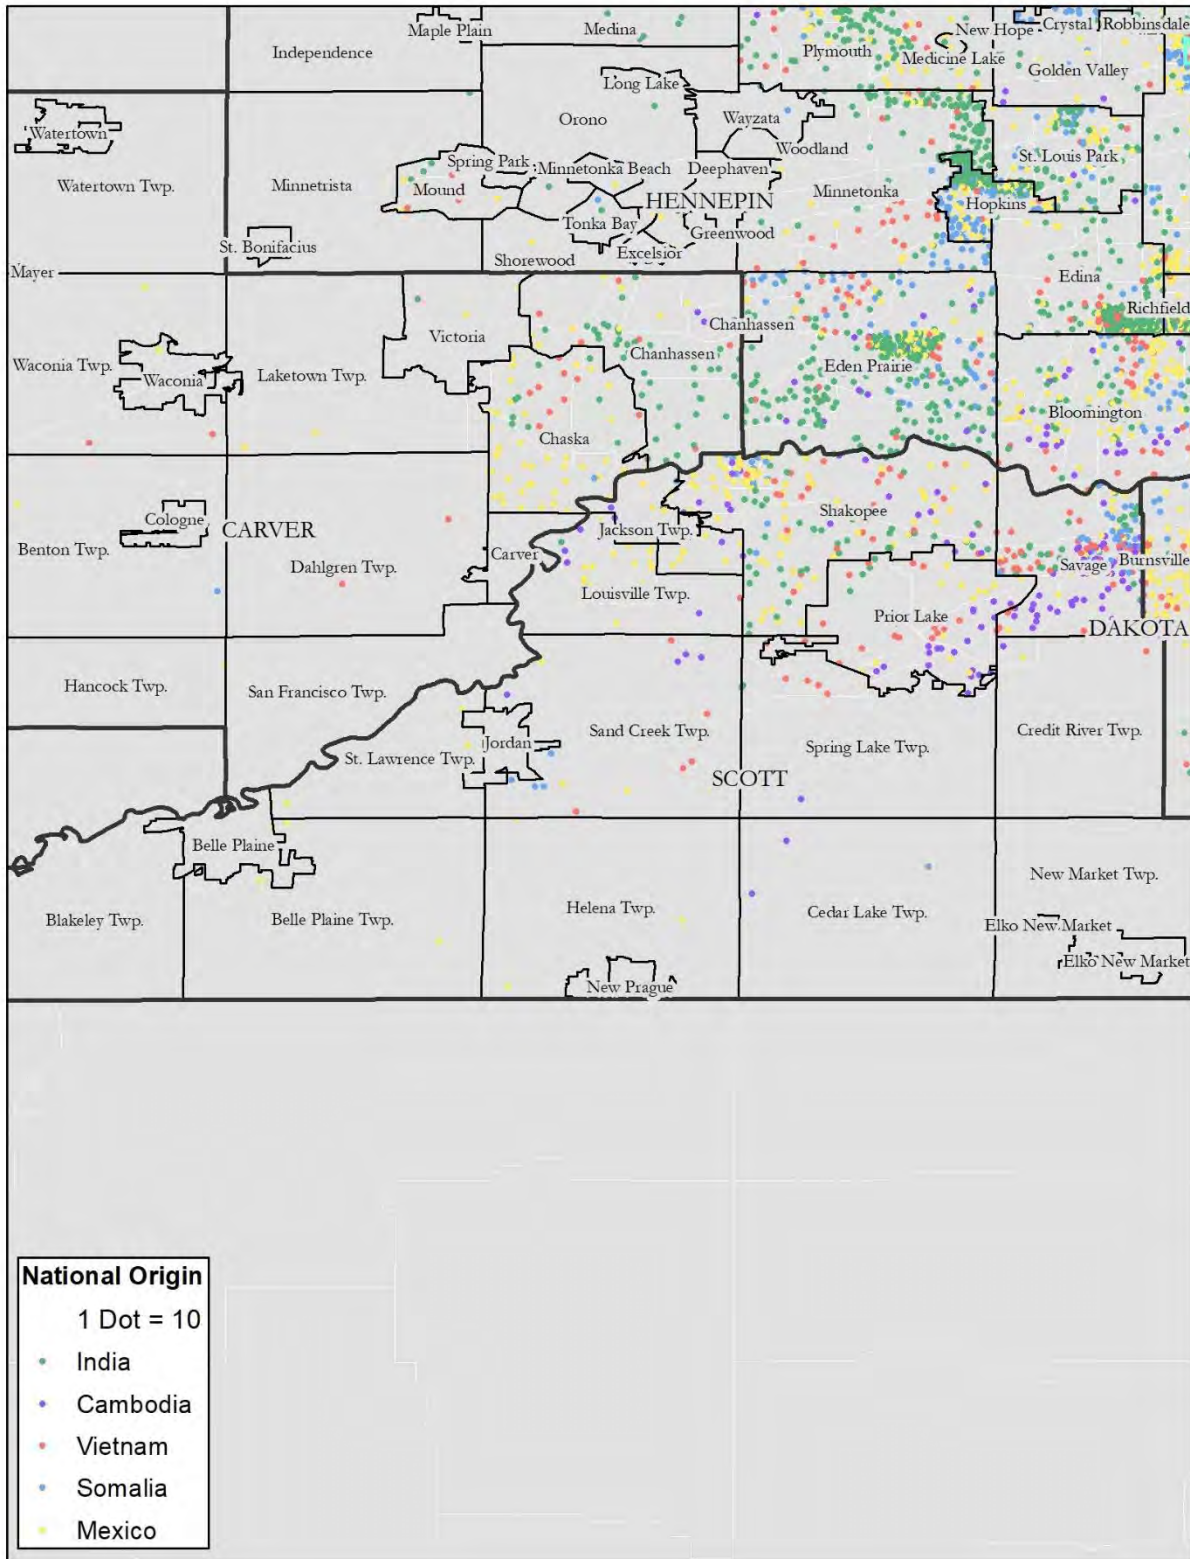 Maple Plain
Medina
New Hope
Crystal
Robbinsdale
Independence
Plymouth
Medicine Lake
Golden Valley
Long Lake
Watertown
Orono
Wayzata
Woodland
St. Louis Park
Watertown Twp.
Minnetrista
Spring Park
Mound
Minnetonka Beach
Deephaven
Minnetonka
Hopkins
HENNEPIN
Tonka Bay
Greenwood
St. Bonifacius
Excelsior
Shorewood
Mayer
Edina
Richfield
Victoria
Chanhassen
Chanhassen
Waconia Twp.
Waconia
Laketown Twp.
Eden Prairie
Bloomington
Chaska
Cologne
CARVER
Jackson Twp.
Shakopee
Benton Twp.
Dahlgren Twp.
Carver
Louisville Twp.
Savage
Burnsville
Prior Lake
DAKOTA
Hancock Twp.
San Francisco Twp.
Jordan
Sand Creek Twp.
Spring Lake Twp.
Credit River Twp.
St. Lawrence Twp.
SCOTT
Belle Plaine
New Market Twp.
Blakeley Twp.
Belle Plaine Twp.
Helena Twp.
Cedar Lake Twp.
Elko New Market
Elko New Market
New Prague
National Origin
1 Dot = 10
India
Cambodia
Vietnam
Somalia
Mexico